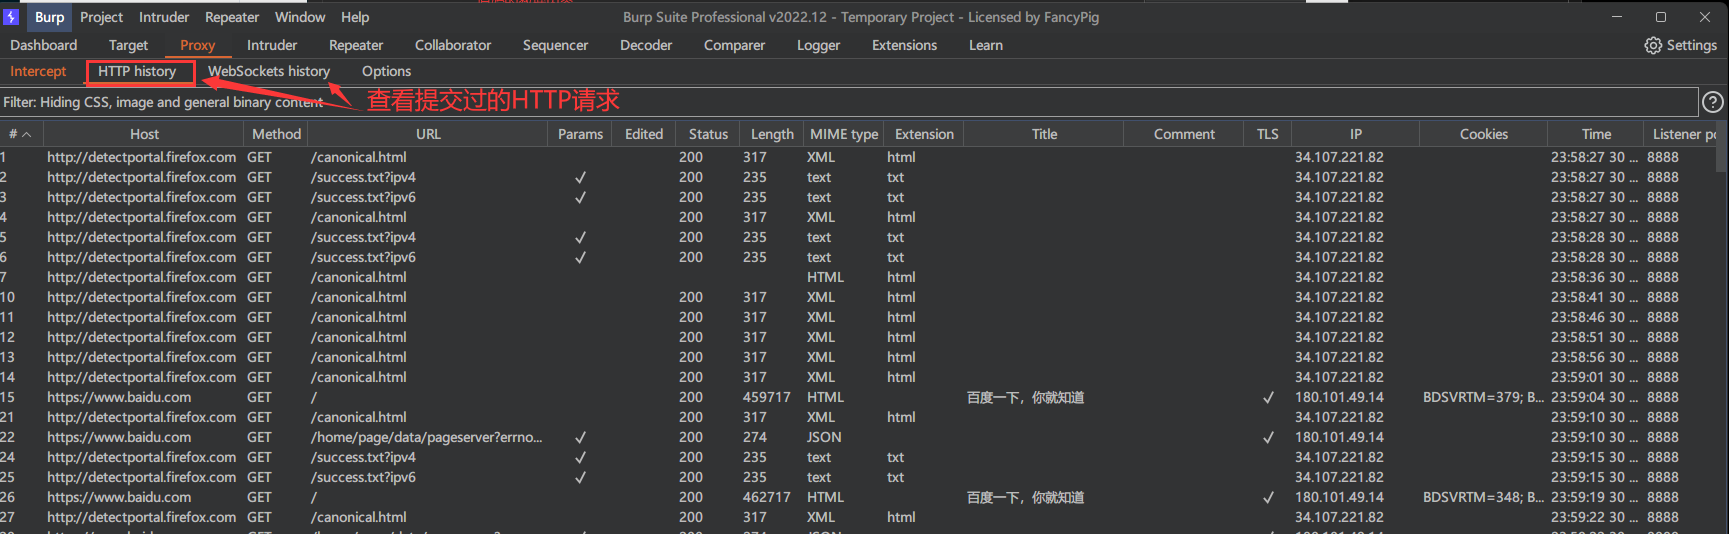 Burp Project Intruder Repeater Window Help Burp Suite Professional v2022.12 - Temporary Project - Licensed by FancyPig
Dashboard Target Proxy Intruder Repeater Collaborator Sequencer Decoder Comparer Logger Extensions Learn Settings
Intercept HTTP history WebSockets history Options
查看提交过的HTTP请求
Filter: Hiding CSS, image and general binary content
# Host Method URL Params Edited Status Length MIME type Extension Title Comment TLS IP Cookies Time Listener po
1 http://detectportal.firefox.com GET /canonical.html 200 317 XML html 34.107.221.82 23:58:27 30 ... 8888
2 http://detectportal.firefox.com GET /success.txt?ipv4 ✓ 200 235 text txt 34.107.221.82 23:58:27 30 ... 8888
3 http://detectportal.firefox.com GET /success.txt?ipv6 ✓ 200 235 text txt 34.107.221.82 23:58:27 30 ... 8888
4 http://detectportal.firefox.com GET /canonical.html 200 317 XML html 34.107.221.82 23:58:27 30 ... 8888
5 http://detectportal.firefox.com GET /success.txt?ipv4 ✓ 200 235 text txt 34.107.221.82 23:58:28 30 ... 8888
6 http://detectportal.firefox.com GET /success.txt?ipv6 ✓ 200 235 text txt 34.107.221.82 23:58:28 30 ... 8888
7 http://detectportal.firefox.com GET /canonical.html HTML html 34.107.221.82 23:58:36 30 ... 8888
10 http://detectportal.firefox.com GET /canonical.html 200 317 XML html 34.107.221.82 23:58:41 30 ... 8888
11 http://detectportal.firefox.com GET /canonical.html 200 317 XML html 34.107.221.82 23:58:46 30 ... 8888
12 http://detectportal.firefox.com GET /canonical.html 200 317 XML html 34.107.221.82 23:58:51 30 ... 8888
13 http://detectportal.firefox.com GET /canonical.html 200 317 XML html 34.107.221.82 23:58:56 30 ... 8888
14 http://detectportal.firefox.com GET /canonical.html 200 317 XML html 34.107.221.82 23:59:01 30 ... 8888
15 https://www.baidu.com GET / 200 459717 HTML 百度一下，你就知道 ✓ 180.101.49.14 BDSVRTM=379; B... 23:59:04 30 ... 8888
21 http://detectportal.firefox.com GET /canonical.html 200 317 XML html 34.107.221.82 23:59:10 30 ... 8888
22 https://www.baidu.com GET /home/page/data/pageserver?errno... ✓ 200 274 JSON ✓ 180.101.49.14 23:59:10 30 ... 8888
24 http://detectportal.firefox.com GET /success.txt?ipv4 ✓ 200 235 text txt 34.107.221.82 23:59:15 30 ... 8888
25 http://detectportal.firefox.com GET /success.txt?ipv6 ✓ 200 235 text txt 34.107.221.82 23:59:15 30 ... 8888
26 https://www.baidu.com GET / 200 462717 HTML 百度一下，你就知道 ✓ 180.101.49.14 BDSVRTM=348; B... 23:59:19 30 ... 8888
27 http://detectportal.firefox.com GET /canonical.html 200 317 XML html 34.107.221.82 23:59:22 30 ... 8888